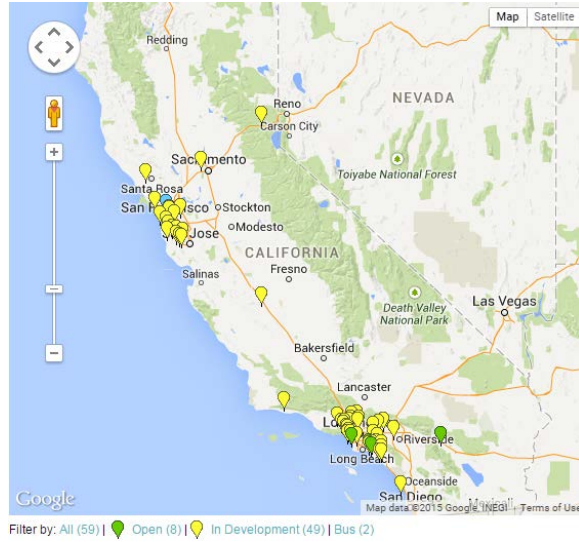 Map Satellite
Redding
Reno
NEVADA
Carson City
Sacramento
Toiyabe National Forest
Santa Rosa
San Francisco
Stockton
Modesto
San Jose
CALIFORNIA
Salinas
Fresno
Death Valley
National Park
Las Vegas
Bakersfield
Lancaster
Riverside
Long Beach
Oceanside
San Diego
Mexicali
Google
Map data ©2015 Google, INEGI Terms of Use
Filter by: All (59) | Open (8) | In Development (49) | Bus (2)